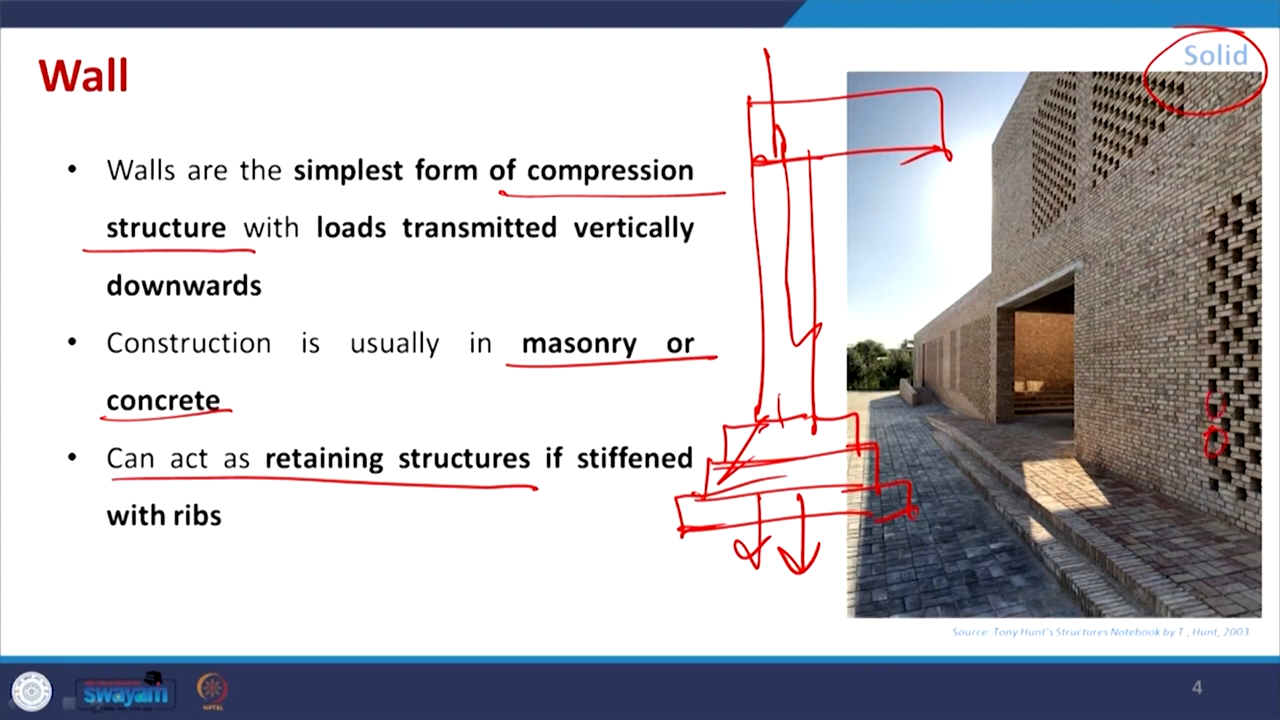 Solid
Wall
• Walls are the simplest form of compression
structure with loads transmitted vertically
downwards
• Construction is usually in masonry or
concrete
• Can act as retaining structures if stiffened
with ribs
Source: Tony Hunt's Structures Notebook by T , Hunt, 2003
swayam
NPTEL
4